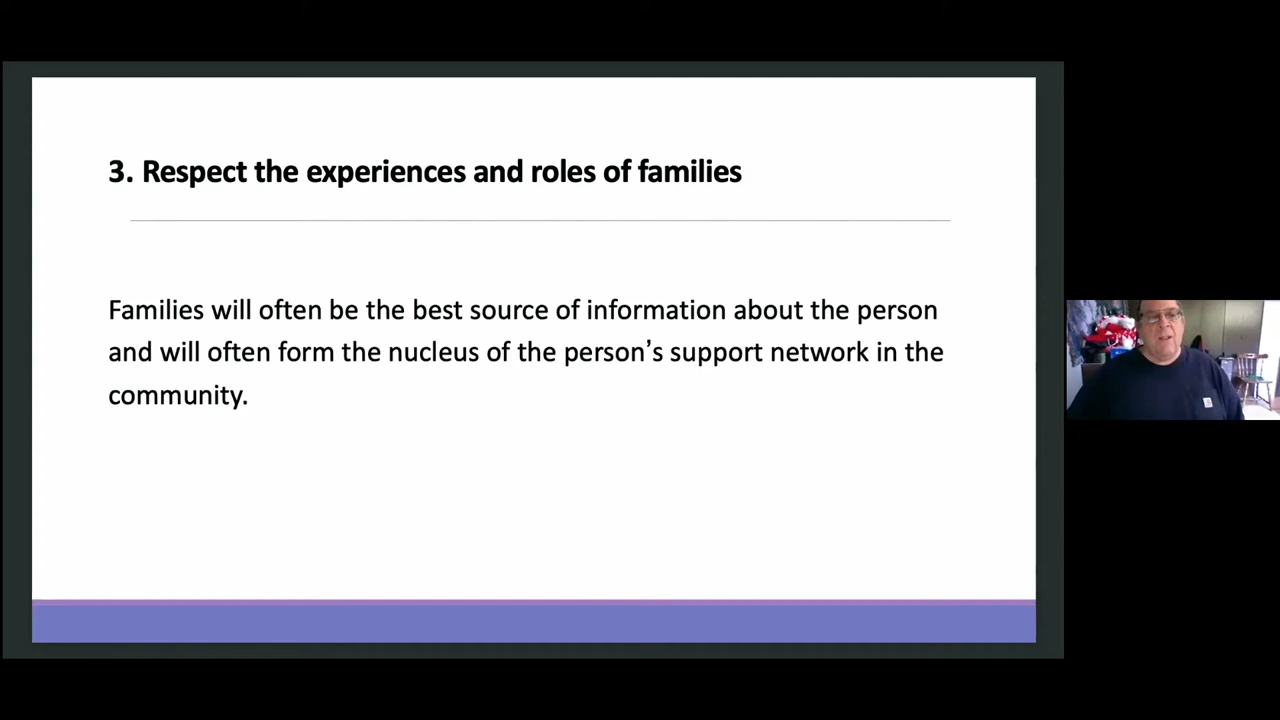 3. Respect the experiences and roles of families
Families will often be the best source of information about the person
and will often form the nucleus of the person’s support network in the
community.